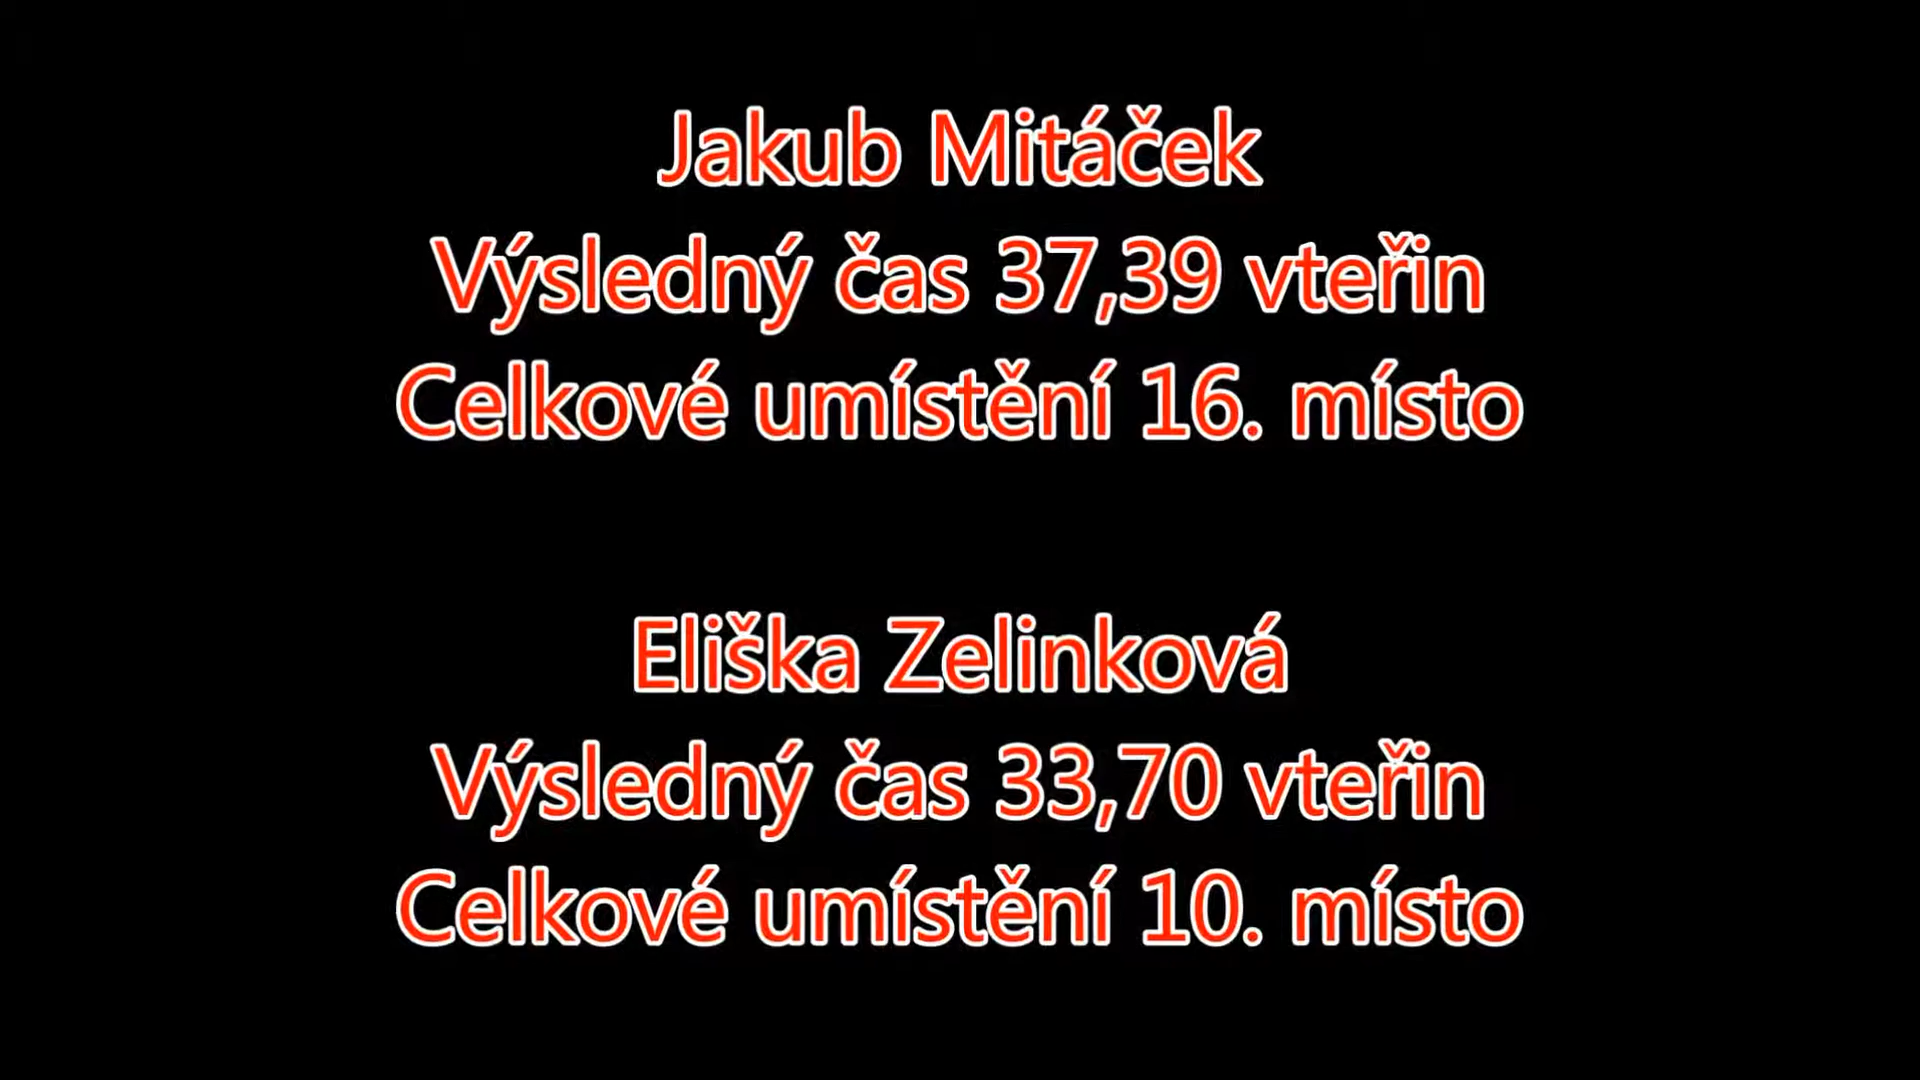 Jakub Mitáček
Výsledný čas 37,39 vteřin
Celkové umístění 16. místo
Eliška Zelinková
Výsledný čas 33,70 vteřin
Celkové umístění 10. místo